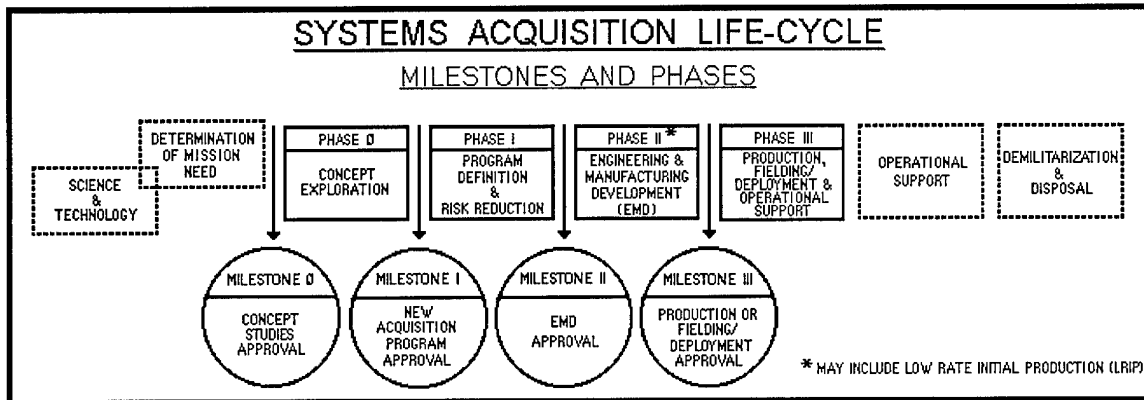 SYSTEMS ACQUISITION LIFE-CYCLE
MILESTONES AND PHASES
SCIENCE
&
TECHNOLOGY
DETERMINATION
OF MISSION
NEED
PHASE 0
CONCEPT
EXPLORATION
PHASE I
PROGRAM
DEFINITION
&
RISK REDUCTION
PHASE II*
ENGINEERING &
MANUFACTURING
DEVELOPMENT
(EMD)
PHASE III
PRODUCTION,
FIELDING/
DEPLOYMENT &
OPERATIONAL
SUPPORT
OPERATIONAL
SUPPORT
DEMILITARIZATION
&
DISPOSAL
MILESTONE 0
CONCEPT
STUDIES
APPROVAL
MILESTONE I
NEW
ACQUISITION
PROGRAM
APPROVAL
MILESTONE II
EMD
APPROVAL
MILESTONE III
PRODUCTION OR
FIELDING/
DEPLOYMENT
APPROVAL
* MAY INCLUDE LOW RATE INITIAL PRODUCTION (LRIP)